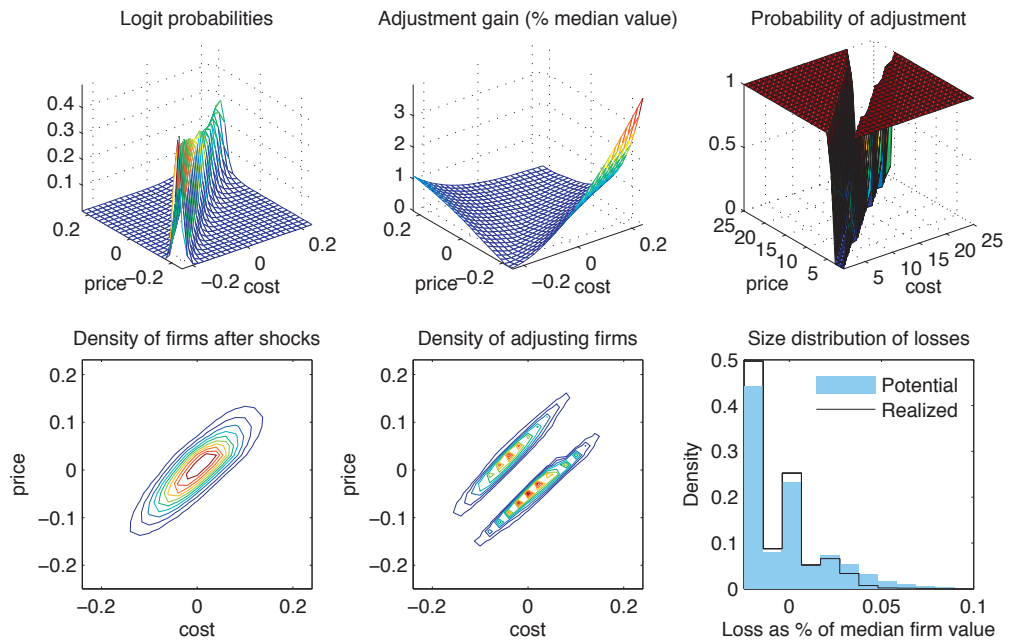 Logit probabilities
0.4
0.3
0.2
0.1
0.2
0
−0.2
price
−0.2
0
0.2
cost
Adjustment gain (% median value)
3
2
1
0
0.2
0
−0.2
price
−0.2
0
0.2
cost
Probability of adjustment
1
0.5
0
25
20
15
10
5
price
5
10
15
20
25
cost
Density of firms after shocks
0.2
0.1
0
−0.1
−0.2
price
−0.2
0
0.2
cost
Density of adjusting firms
0.2
0.1
0
−0.1
−0.2
price
−0.2
0
0.2
cost
Size distribution of losses
0.5
0.4
0.3
0.2
0.1
0
Density
Potential
Realized
0
0.05
0.1
Loss as % of median firm value